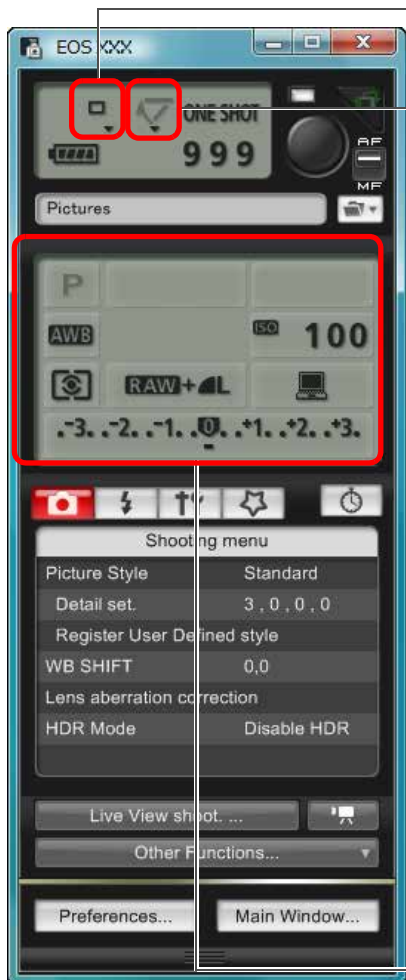 EOS XXX
ONE SHOT
999
AF
MF
Pictures
P
AWB
ISO 100
RAW+L
-3. .-2. .-1. .0. .+1. .+2. .+3.
Shooting menu
Picture Style Standard
Detail set. 3 , 0 , 0 , 0
Register User Defined style
WB SHIFT 0,0
Lens aberration correction
HDR Mode Disable HDR
Live View shoot. ...
Other Functions...
Preferences... Main Window...